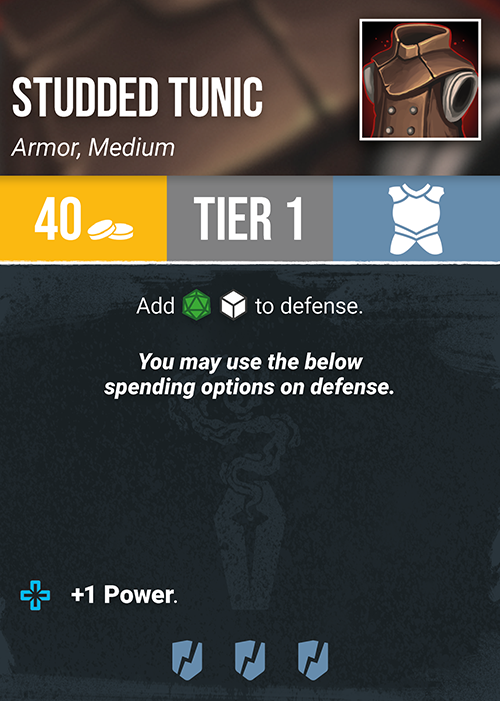 STUDDED TUNIC
Armor, Medium
40
TIER 1
Add to defense.
You may use the below
spending options on defense.
+1 Power.